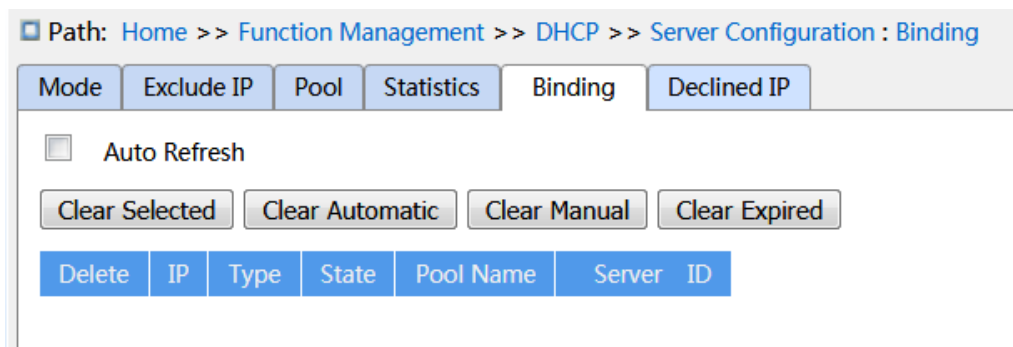 Path: Home >> Function Management >> DHCP >> Server Configuration : Binding
Mode Exclude IP Pool Statistics Binding Declined IP
Auto Refresh
Clear Selected Clear Automatic Clear Manual Clear Expired
Delete IP Type State Pool Name Server ID